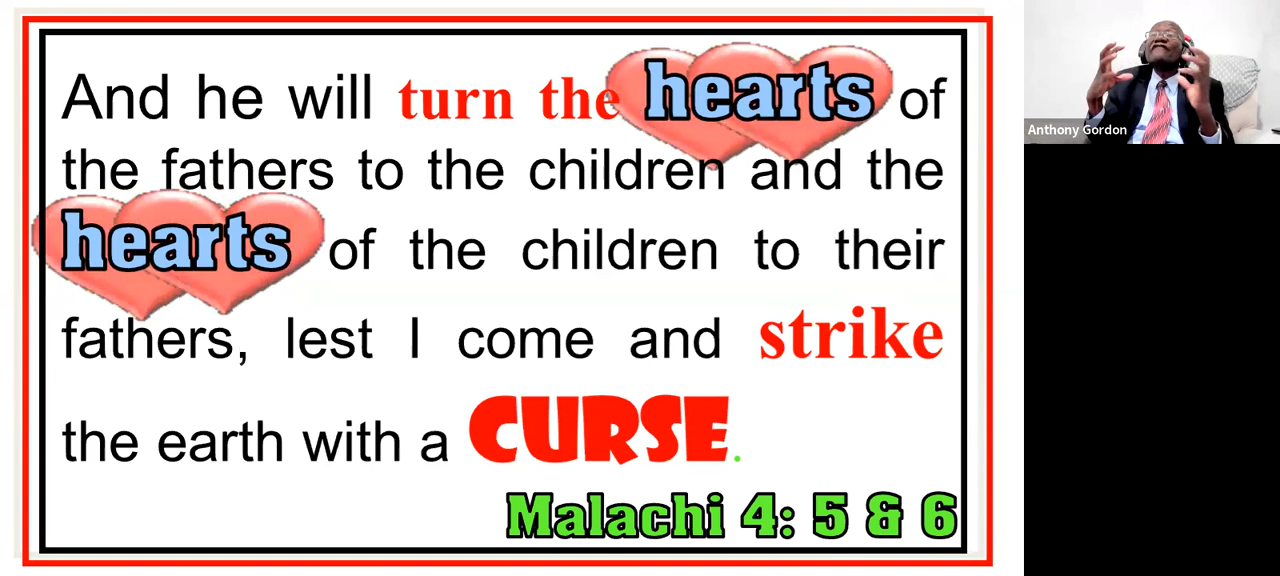 And he will turn the hearts of
the fathers to the children and the
hearts of the children to their
fathers, lest I come and strike
the earth with a CURSE.
Malachi 4: 5 & 6
Anthony Gordon